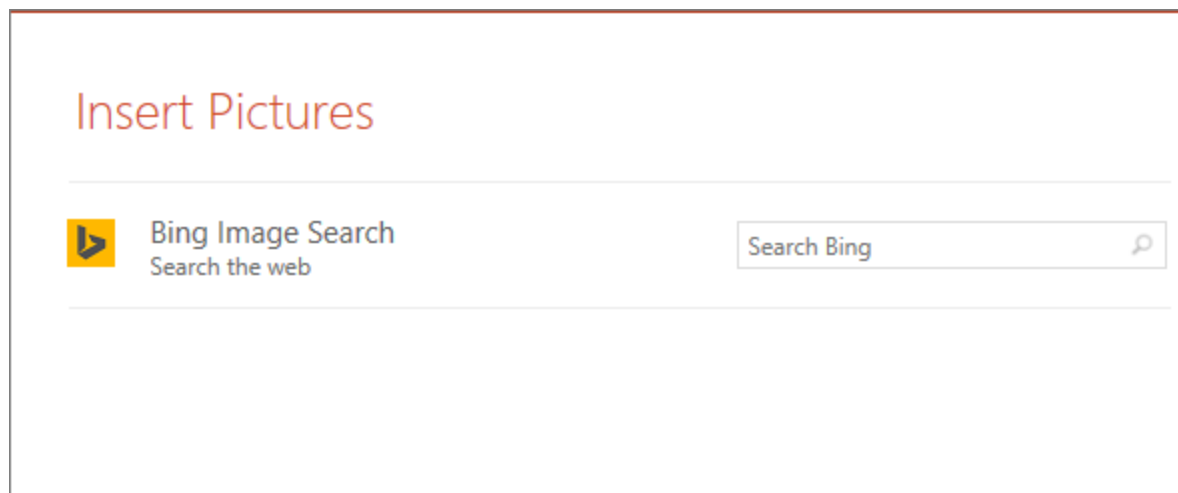 Insert Pictures
Bing Image Search
Search the web
Search Bing